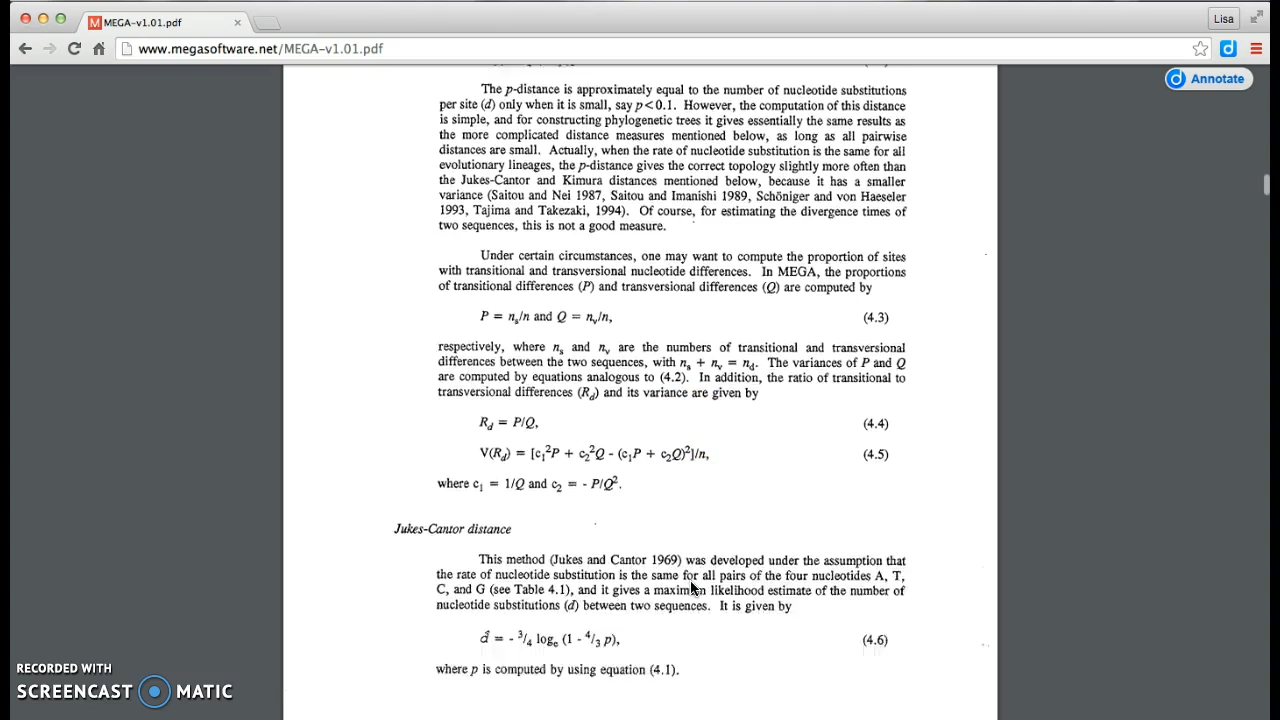 MEGA-v1.01.pdf
Lisa
www.megasoftware.net/MEGA-v1.01.pdf
Annotate
The p-distance is approximately equal to the number of nucleotide substitutions
per site (d) only when it is small, say p<0.1. However, the computation of this distance
is simple, and for constructing phylogenetic trees it gives essentially the same results as
the more complicated distance measures mentioned below, as long as all pairwise
distances are small. Actually, when the rate of nucleotide substitution is the same for all
evolutionary lineages, the p-distance gives the correct topology slightly more often than
the Jukes-Cantor and Kimura distances mentioned below, because it has a smaller
variance (Saitou and Nei 1987, Saitou and Imanishi 1989, Schöniger and von Haeseler
1993, Tajima and Takezaki, 1994). Of course, for estimating the divergence times of
two sequences, this is not a good measure.
Under certain circumstances, one may want to compute the proportion of sites
with transitional and transversional nucleotide differences. In MEGA, the proportions
of transitional differences (P) and transversional differences (Q) are computed by
P = nₛ/n and Q = nᵥ/n, (4.3)
respectively, where nₛ and nᵥ are the numbers of transitional and transversional
differences between the two sequences, with nₛ + nᵥ = n_d. The variances of P and Q
are computed by equations analogous to (4.2). In addition, the ratio of transitional to
transversional differences (R_d) and its variance are given by
R_d = P/Q, (4.4)
V(R_d) = [c₁²P + c₂²Q - (c₁P + c₂Q)²]/n, (4.5)
where c₁ = 1/Q and c₂ = - P/Q².
Jukes-Cantor distance
This method (Jukes and Cantor 1969) was developed under the assumption that
the rate of nucleotide substitution is the same for all pairs of the four nucleotides A, T,
C, and G (see Table 4.1), and it gives a maximum likelihood estimate of the number of
nucleotide substitutions (d) between two sequences. It is given by
d̂ = - ³/₄ logₑ (1 - ⁴/₃ p), (4.6)
where p is computed by using equation (4.1).
RECORDED WITH
SCREENCAST MATIC